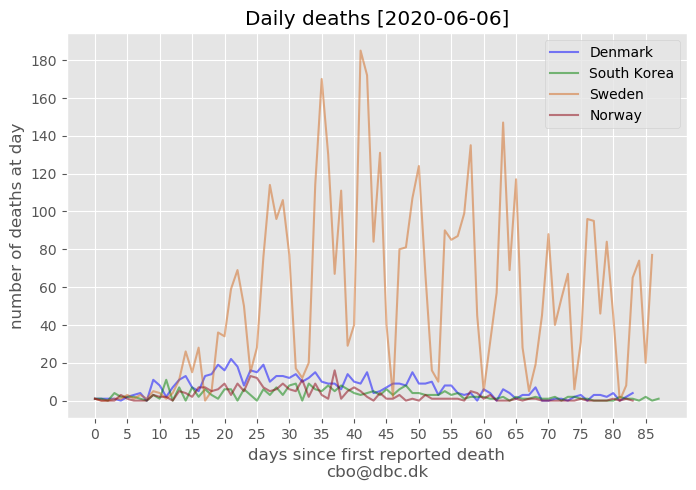 Daily deaths [2020-06-06]
Denmark
South Korea
Sweden
Norway
number of deaths at day
180
160
140
120
100
80
60
40
20
0
0 5 10 15 20 25 30 35 40 45 50 55 60 65 70 75 80 85
days since first reported death
cbo@dbc.dk